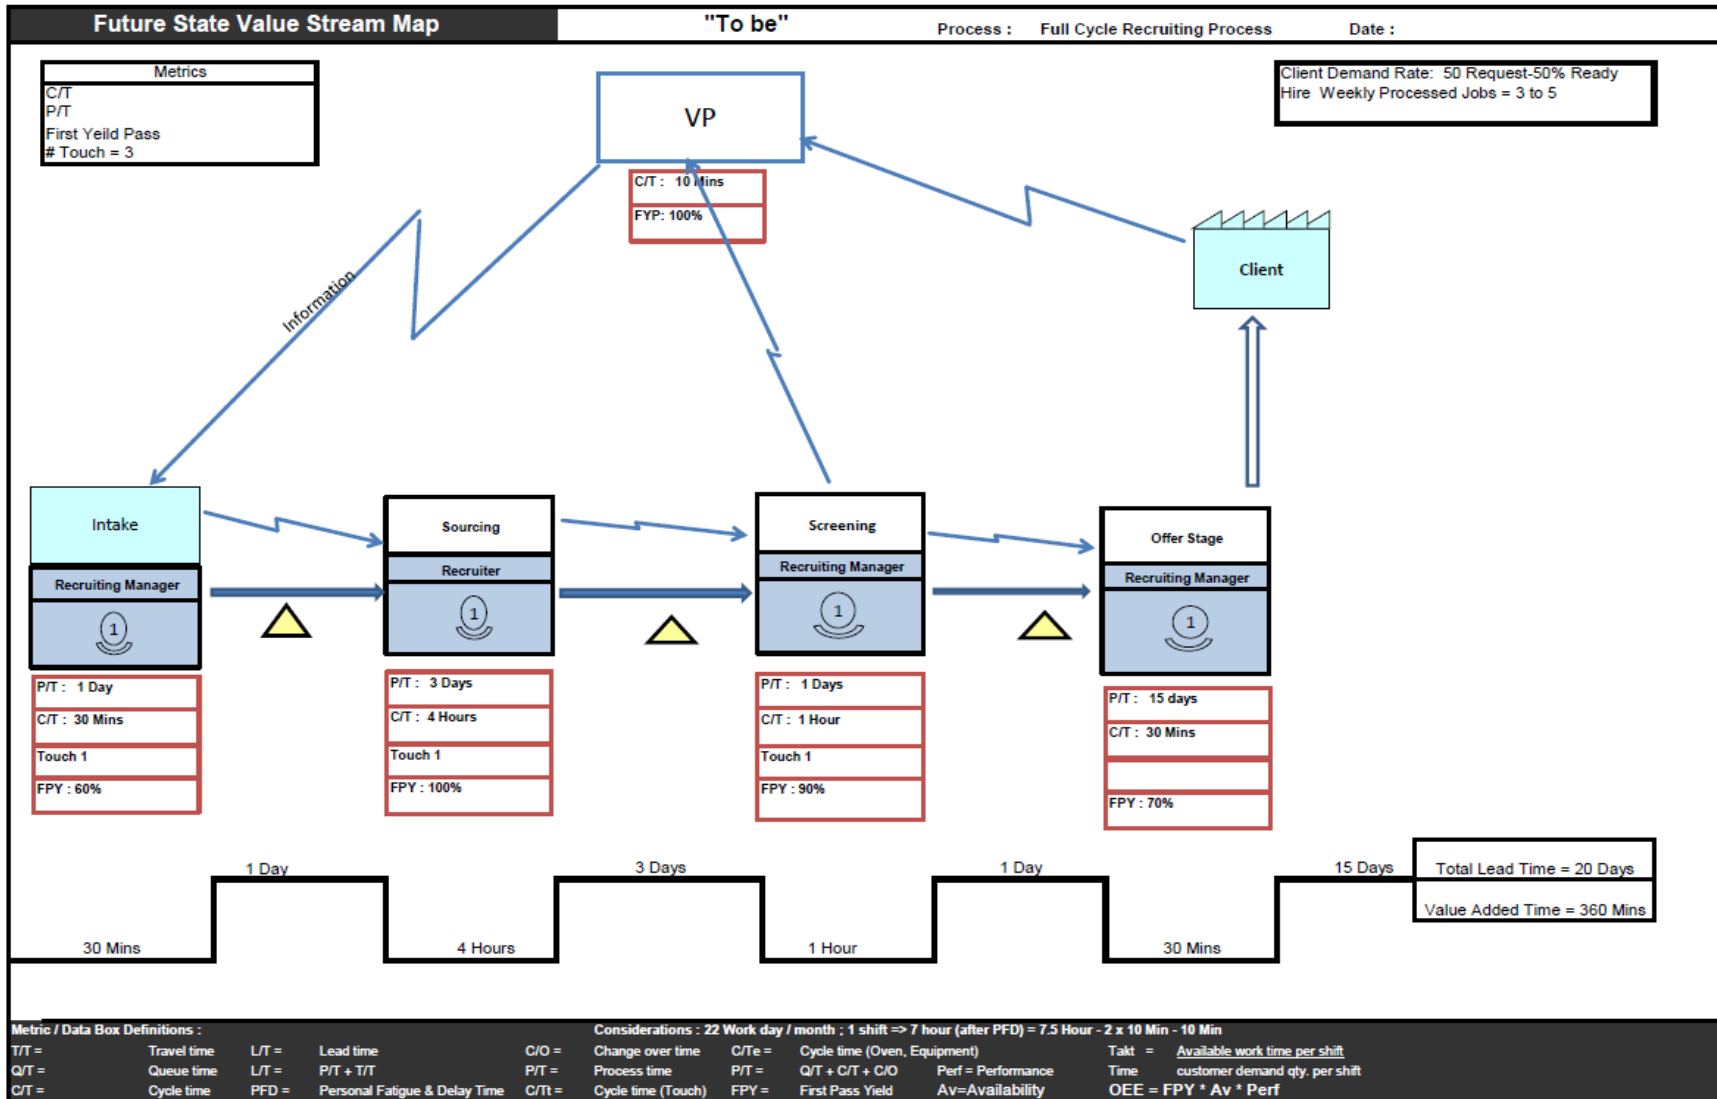 Future State Value Stream Map
"To be"
Process :
Full Cycle Recruiting Process
Date :
Metrics
C/T
P/T
First Yeild Pass
# Touch = 3
VP
C/T : 10 Mins
FYP: 100%
Client Demand Rate: 50 Request-50% Ready
Hire Weekly Processed Jobs = 3 to 5
Client
Information
Intake
Recruiting Manager
1
P/T : 1 Day
C/T : 30 Mins
Touch 1
FPY : 60%
Sourcing
Recruiter
1
P/T : 3 Days
C/T : 4 Hours
Touch 1
FPY : 100%
Screening
Recruiting Manager
1
P/T : 1 Days
C/T : 1 Hour
Touch 1
FPY : 90%
Offer Stage
Recruiting Manager
1
P/T : 15 days
C/T : 30 Mins
FPY : 70%
1 Day
3 Days
1 Day
15 Days
Total Lead Time = 20 Days
Value Added Time = 360 Mins
30 Mins
4 Hours
1 Hour
30 Mins
Metric / Data Box Definitions :
Considerations : 22 Work day / month ; 1 shift => 7 hour (after PFD) = 7.5 Hour - 2 x 10 Min - 10 Min
T/T = Travel time L/T = Lead time C/O = Change over time C/Te = Cycle time (Oven, Equipment) Takt = Available work time per shift
Q/T = Queue time L/T = P/T + T/T P/T = Process time P/T = Q/T + C/T + C/O Perf = Performance Time customer demand qty. per shift
C/T = Cycle time PFD = Personal Fatigue & Delay Time C/Tt = Cycle time (Touch) FPY = First Pass Yield Av=Availability OEE = FPY * Av * Perf